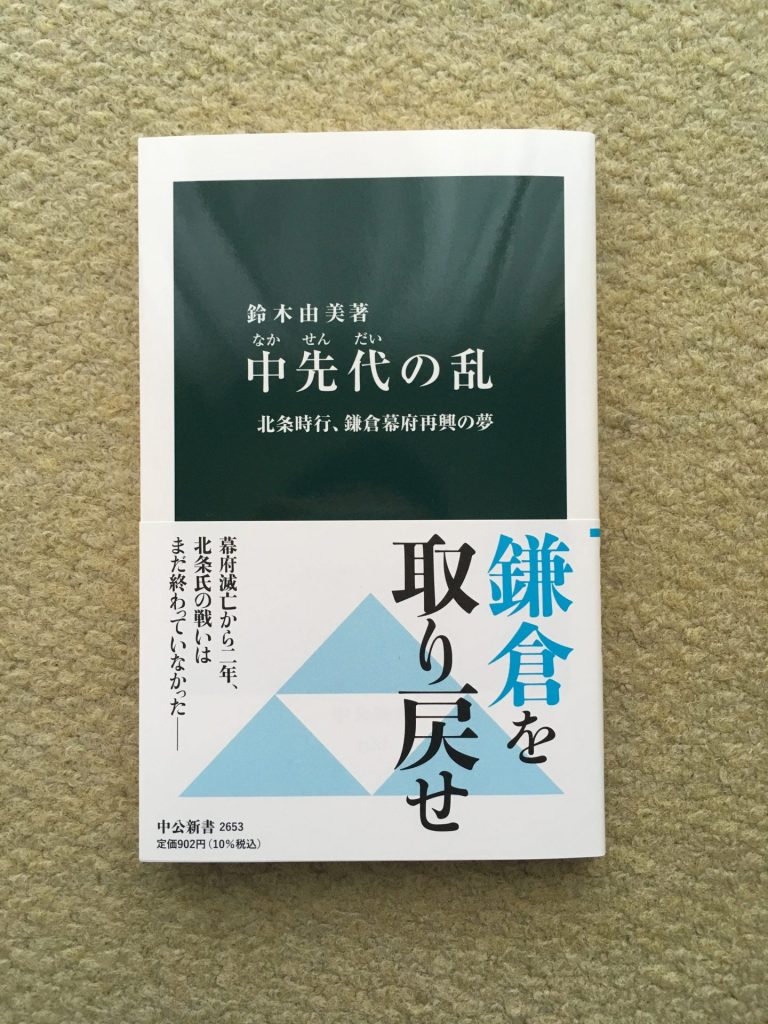 鈴木由美著
なか せん だい
中先代の乱
北条時行、鎌倉幕府再興の夢
鎌倉を
取り戻せ
幕府滅亡から二年、
北条氏の戦いは
まだ終わっていなかった――
中公新書 2653
定価902円(10%税込)